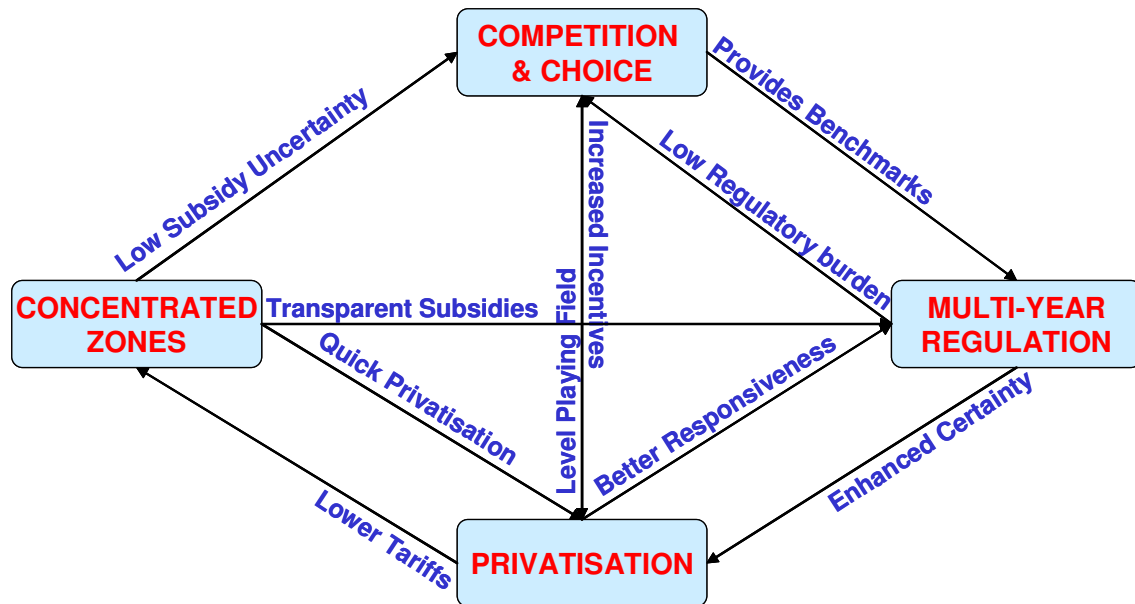 COMPETITION
& CHOICE
Provides Benchmarks
Low Subsidy Uncertainty
Increased Incentives
Low Regulatory burden
CONCENTRATED
ZONES
Transparent Subsidies
Level Playing Field
MULTI-YEAR
REGULATION
Quick Privatisation
Better Responsiveness
Enhanced Certainty
Lower Tariffs
PRIVATISATION